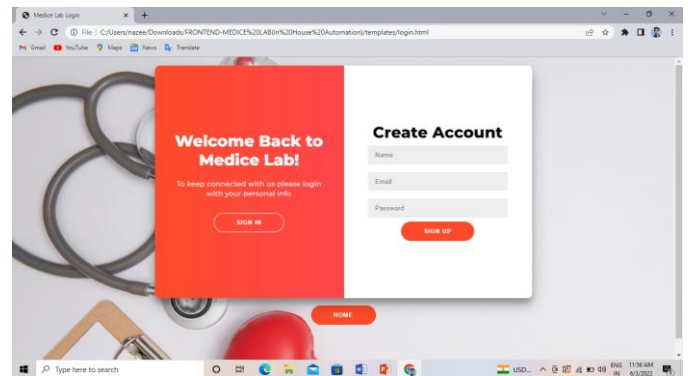 Medice Lab Login
File
C:/Users/nazee/Downloads/FRONTEND-MEDICE%20LAB(In%20House%20Automation)/templates/login.html
Gmail
YouTube
Maps
News
Translate
Welcome Back to
Medice Lab!
To keep connected with us please login
with your personal info
SIGN IN
Create Account
Name
Email
Password
SIGN UP
HOME
Type here to search
USD...
ENG
IN
11:56 AM
6/3/2022